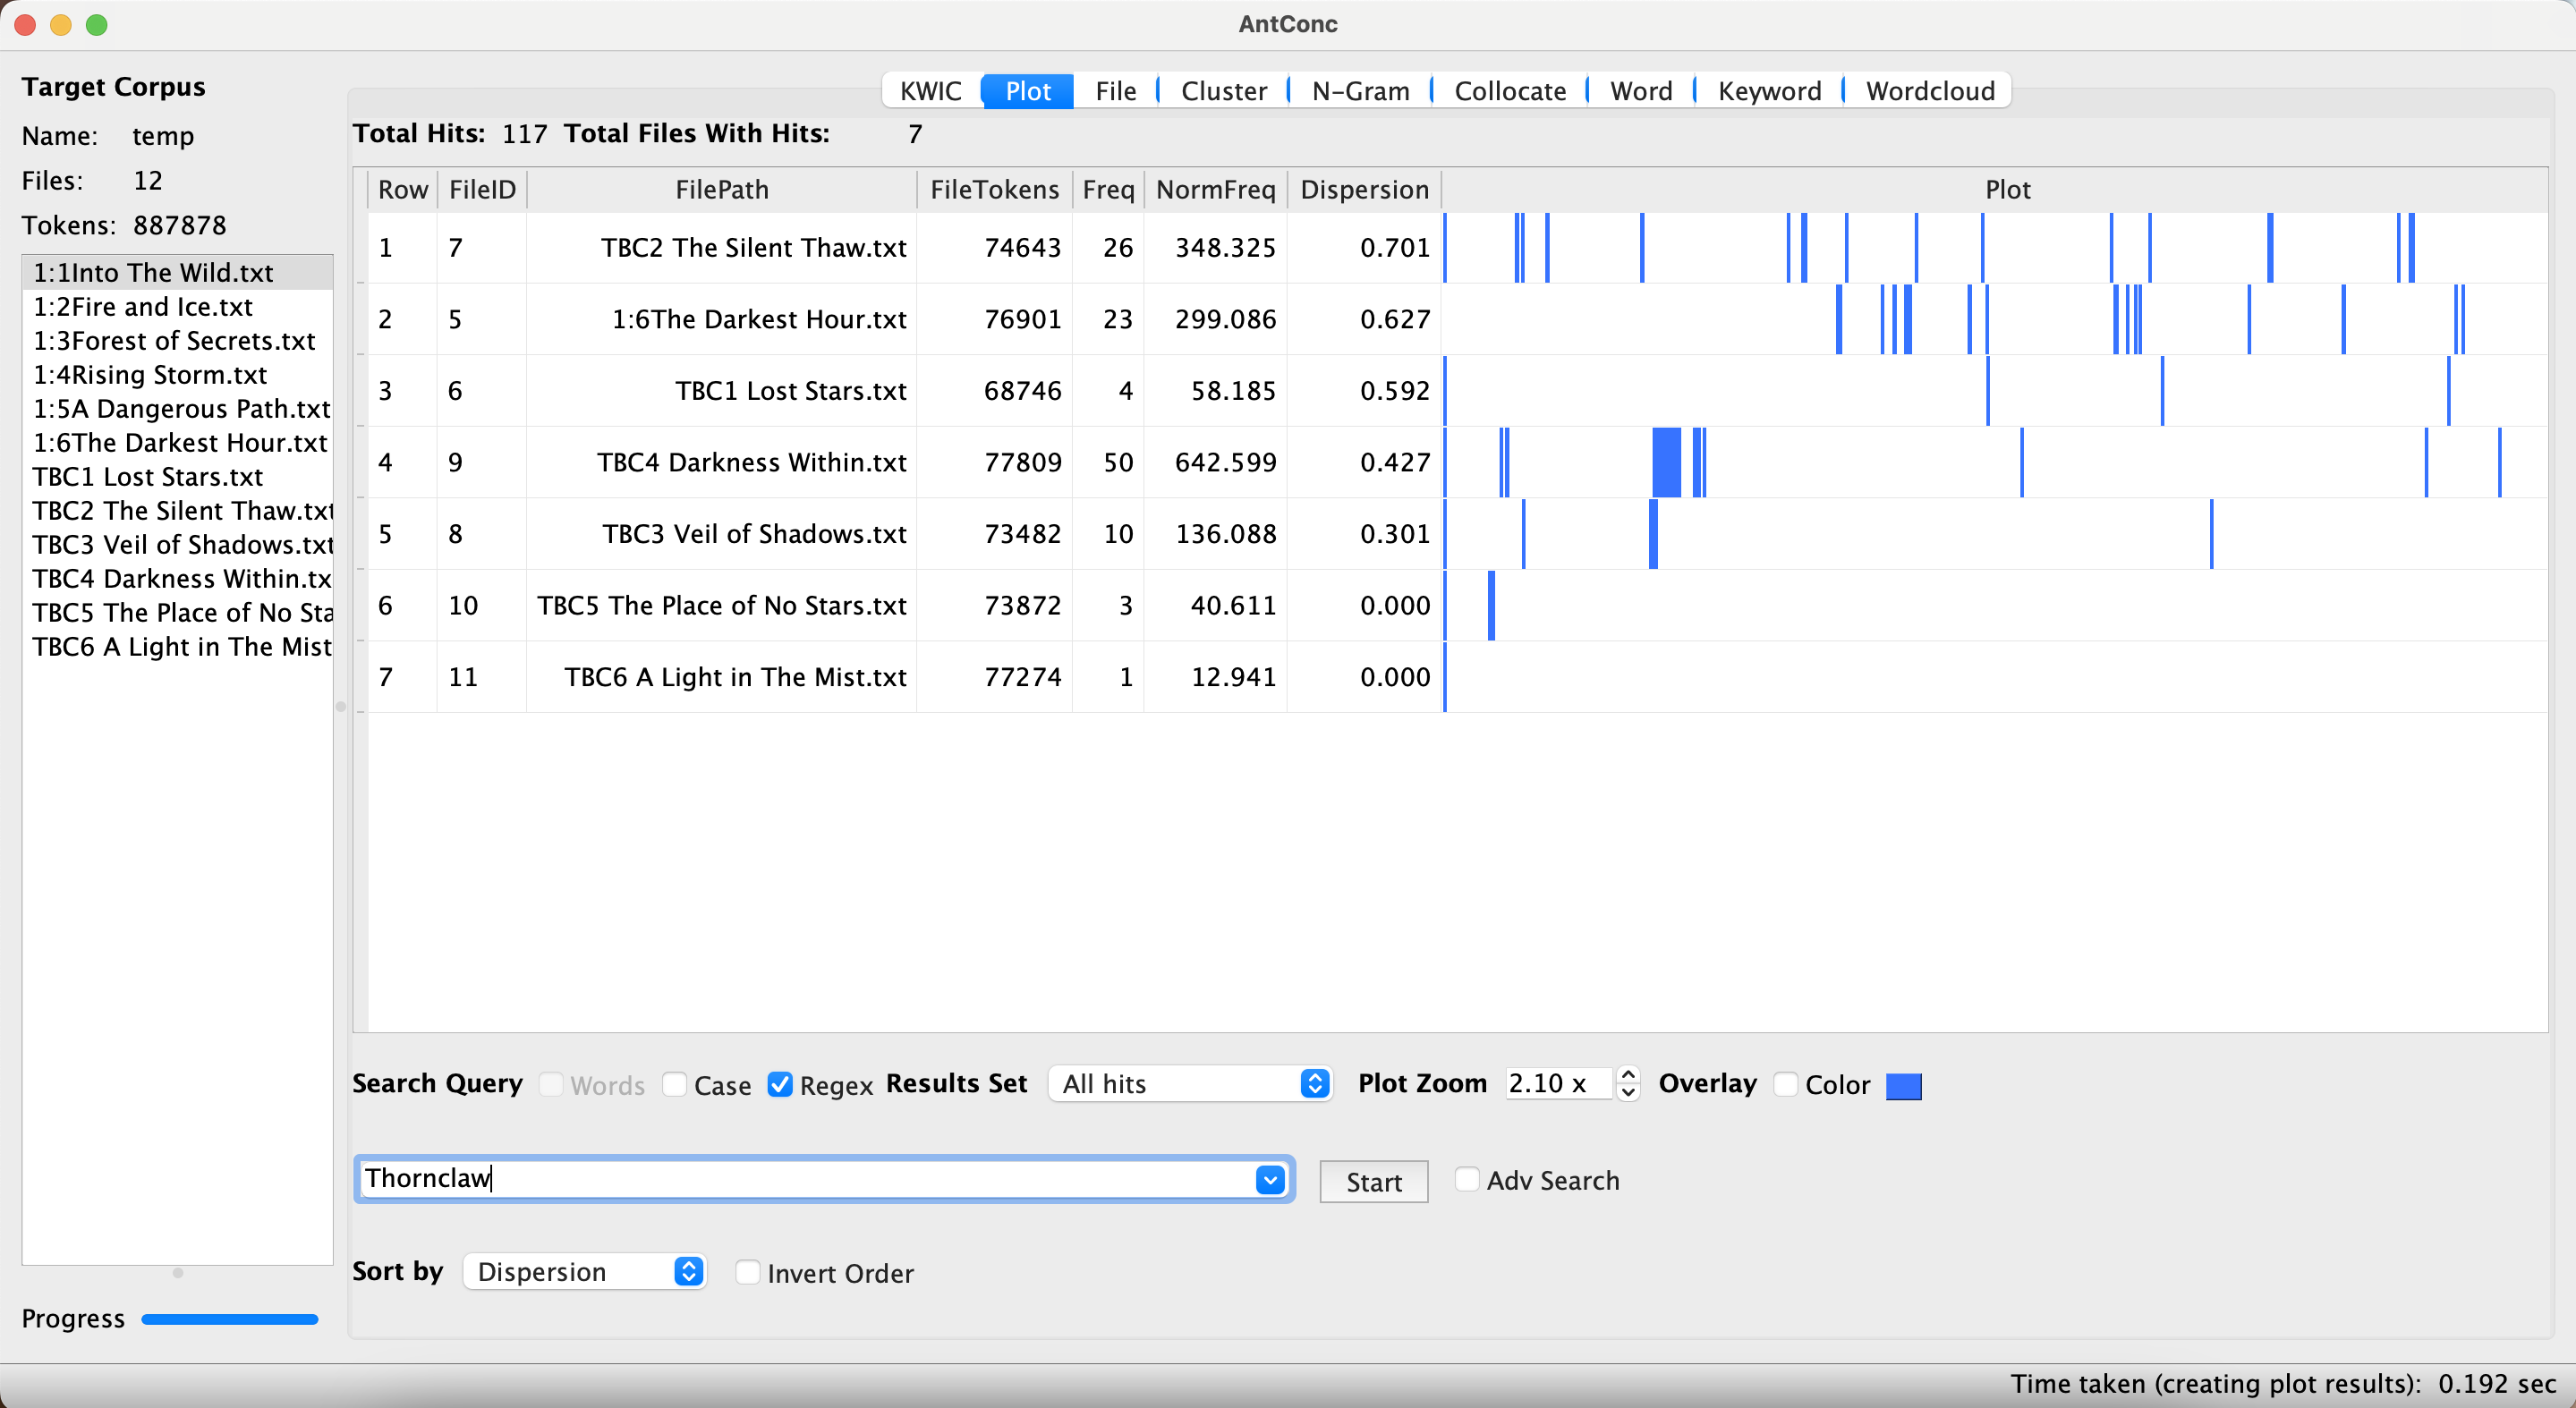 AntConc
Target Corpus
Name: temp
Files: 12
Tokens: 887878
1:1Into The Wild.txt
1:2Fire and Ice.txt
1:3Forest of Secrets.txt
1:4Rising Storm.txt
1:5A Dangerous Path.txt
1:6The Darkest Hour.txt
TBC1 Lost Stars.txt
TBC2 The Silent Thaw.txt
TBC3 Veil of Shadows.txt
TBC4 Darkness Within.tx
TBC5 The Place of No Sta
TBC6 A Light in The Mist
Progress
KWIC Plot File Cluster N-Gram Collocate Word Keyword Wordcloud
Total Hits: 117 Total Files With Hits: 7
Row FileID FilePath FileTokens Freq NormFreq Dispersion Plot
1 7 TBC2 The Silent Thaw.txt 74643 26 348.325 0.701
2 5 1:6The Darkest Hour.txt 76901 23 299.086 0.627
3 6 TBC1 Lost Stars.txt 68746 4 58.185 0.592
4 9 TBC4 Darkness Within.txt 77809 50 642.599 0.427
5 8 TBC3 Veil of Shadows.txt 73482 10 136.088 0.301
6 10 TBC5 The Place of No Stars.txt 73872 3 40.611 0.000
7 11 TBC6 A Light in The Mist.txt 77274 1 12.941 0.000
Search Query Words Case Regex Results Set All hits Plot Zoom 2.10 x Overlay Color
Thornclaw Start Adv Search
Sort by Dispersion Invert Order
Time taken (creating plot results): 0.192 sec